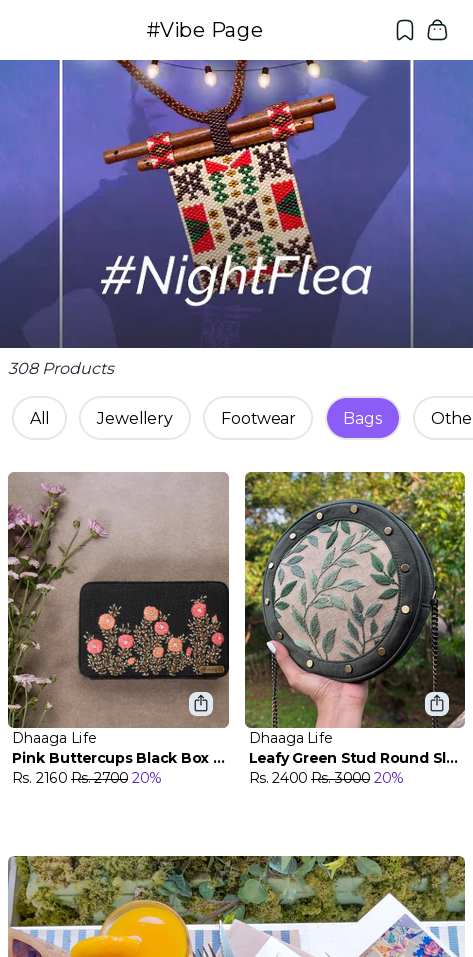 #Vibe Page
#NightFlea
308 Products
All
Jewellery
Footwear
Bags
Othe
Dhaaga Life
Pink Buttercups Black Box ...
Rs. 2160 Rs. 2700 20%
Dhaaga Life
Leafy Green Stud Round Sl...
Rs. 2400 Rs. 3000 20%